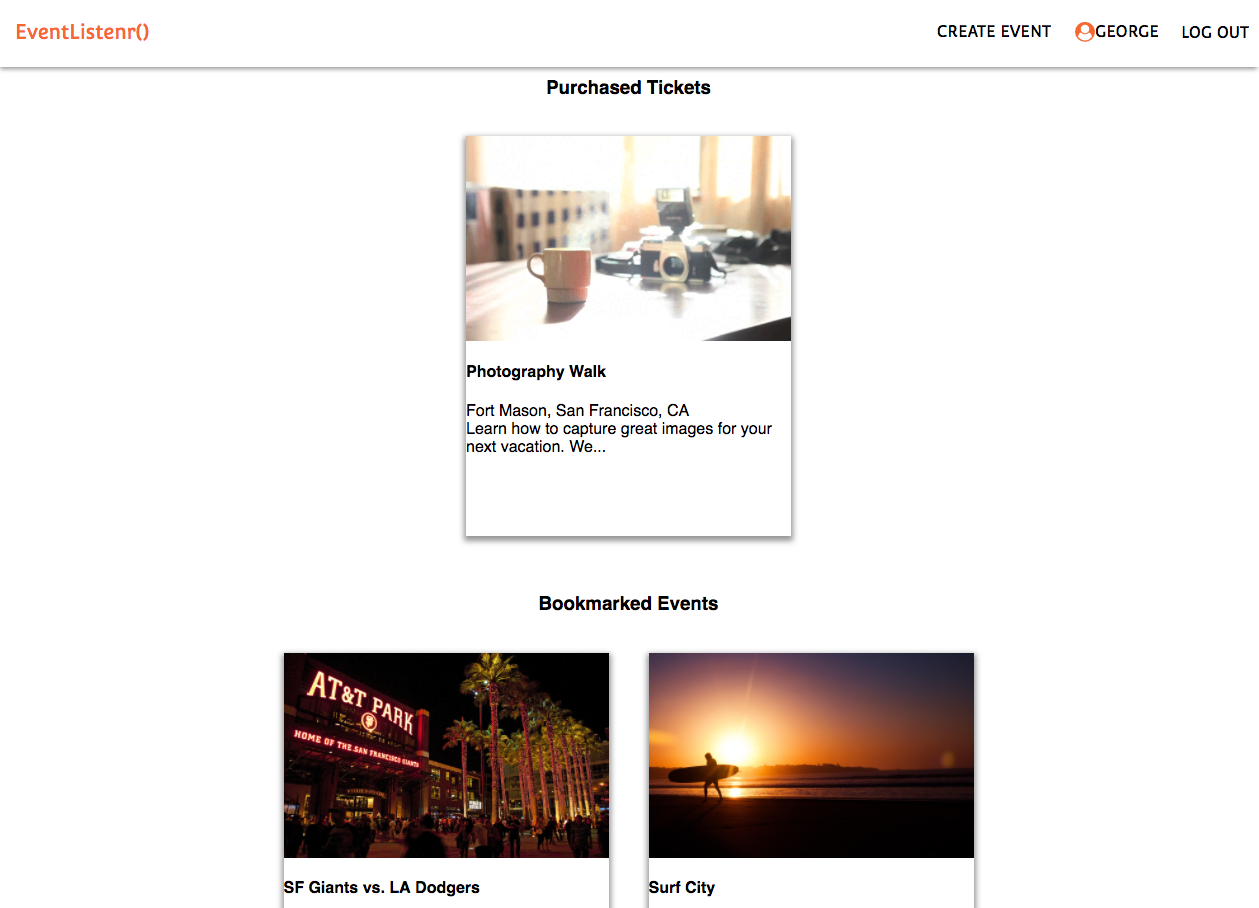 EventListenr()
CREATE EVENT
GEORGE
LOG OUT
Purchased Tickets
Photography Walk
Fort Mason, San Francisco, CA
Learn how to capture great images for your
next vacation. We...
Bookmarked Events
AT&T PARK
HOME OF THE SAN FRANCISCO GIANTS
SF Giants vs. LA Dodgers
Surf City